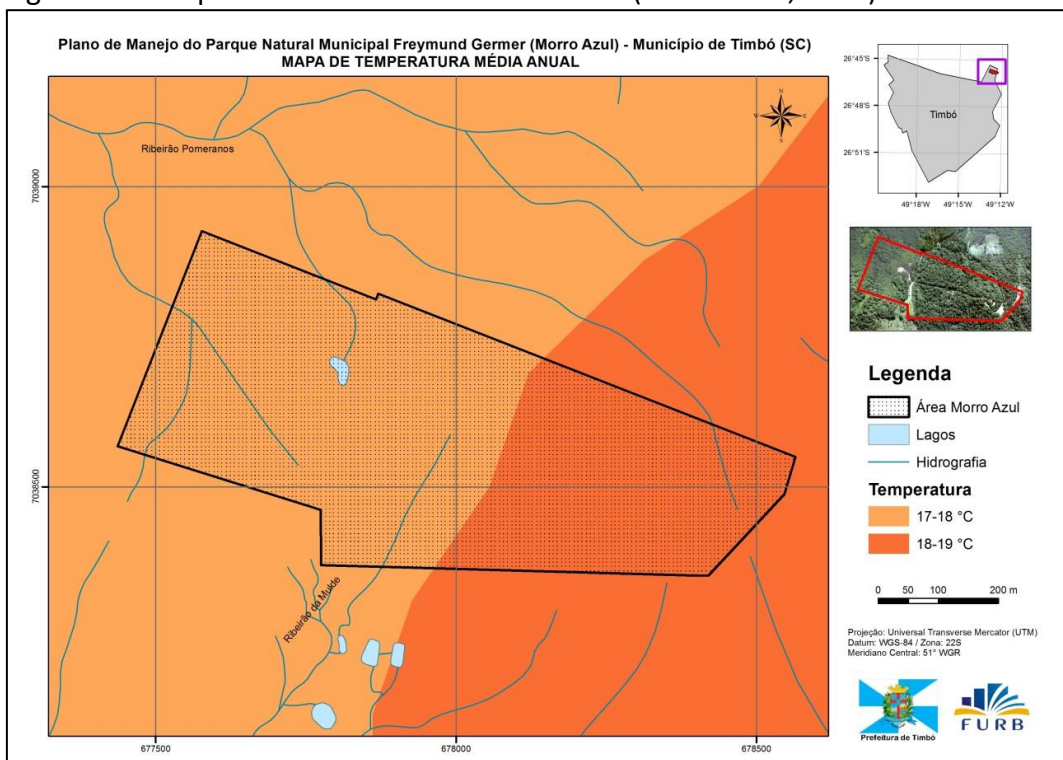 Plano de Manejo do Parque Natural Municipal Freymund Germer (Morro Azul) - Município de Timbó (SC)
MAPA DE TEMPERATURA MÉDIA ANUAL
N
W
E
S
Ribeirão Pomeranos
Ribeirão da Mulde
7039000
7038500
677500
678000
678500
26°45'S
26°48'S
26°51'S
Timbó
49°18'W
49°15'W
49°12'W
Legenda
Área Morro Azul
Lagos
Hidrografia
Temperatura
17-18 °C
18-19 °C
0 50 100 200 m
Projeção: Universal Transverse Mercator (UTM)
Datum: WGS-84 / Zona: 22S
Meridiano Central: 51° WGR
Prefeitura de Timbó
FURB